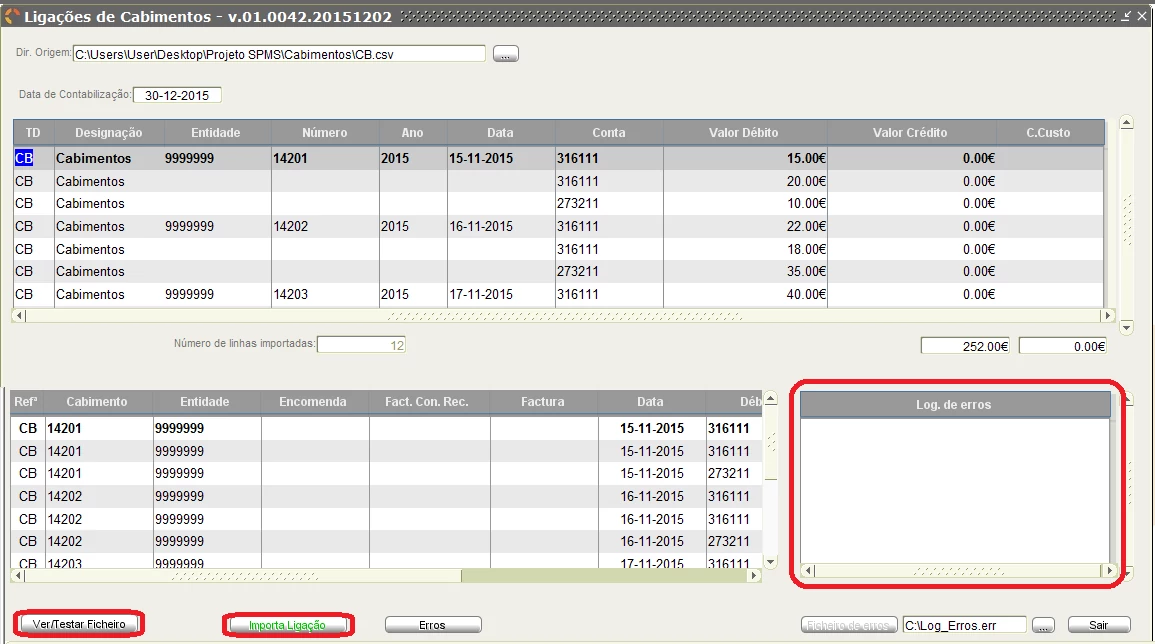 Ligações de Cabimentos - v.01.0042.20151202
Dir. Origem: C:\Users\User\Desktop\Projeto SPMS\Cabimentos\CB.csv ...
Data de Contabilização: 30-12-2015
TD Designação Entidade Número Ano Data Conta Valor Débito Valor Crédito C.Custo
CB Cabimentos 9999999 14201 2015 15-11-2015 316111 15.00€ 0.00€
CB Cabimentos 316111 20.00€ 0.00€
CB Cabimentos 273211 10.00€ 0.00€
CB Cabimentos 9999999 14202 2015 16-11-2015 316111 22.00€ 0.00€
CB Cabimentos 316111 18.00€ 0.00€
CB Cabimentos 273211 35.00€ 0.00€
CB Cabimentos 9999999 14203 2015 17-11-2015 316111 40.00€ 0.00€
Número de linhas importadas: 12 252.00€ 0.00€
Refª Cabimento Entidade Encomenda Fact. Con. Rec. Factura Data Déb
CB 14201 9999999 15-11-2015 316111
CB 14201 9999999 15-11-2015 316111
CB 14201 9999999 15-11-2015 273211
CB 14202 9999999 16-11-2015 316111
CB 14202 9999999 16-11-2015 316111
CB 14202 9999999 16-11-2015 273211
CB 14203 9999999 17-11-2015 316111
Log. de erros
Ver/Testar Ficheiro Importa Ligação Erros Ficheiro de erros C:\Log_Erros.err ... Sair